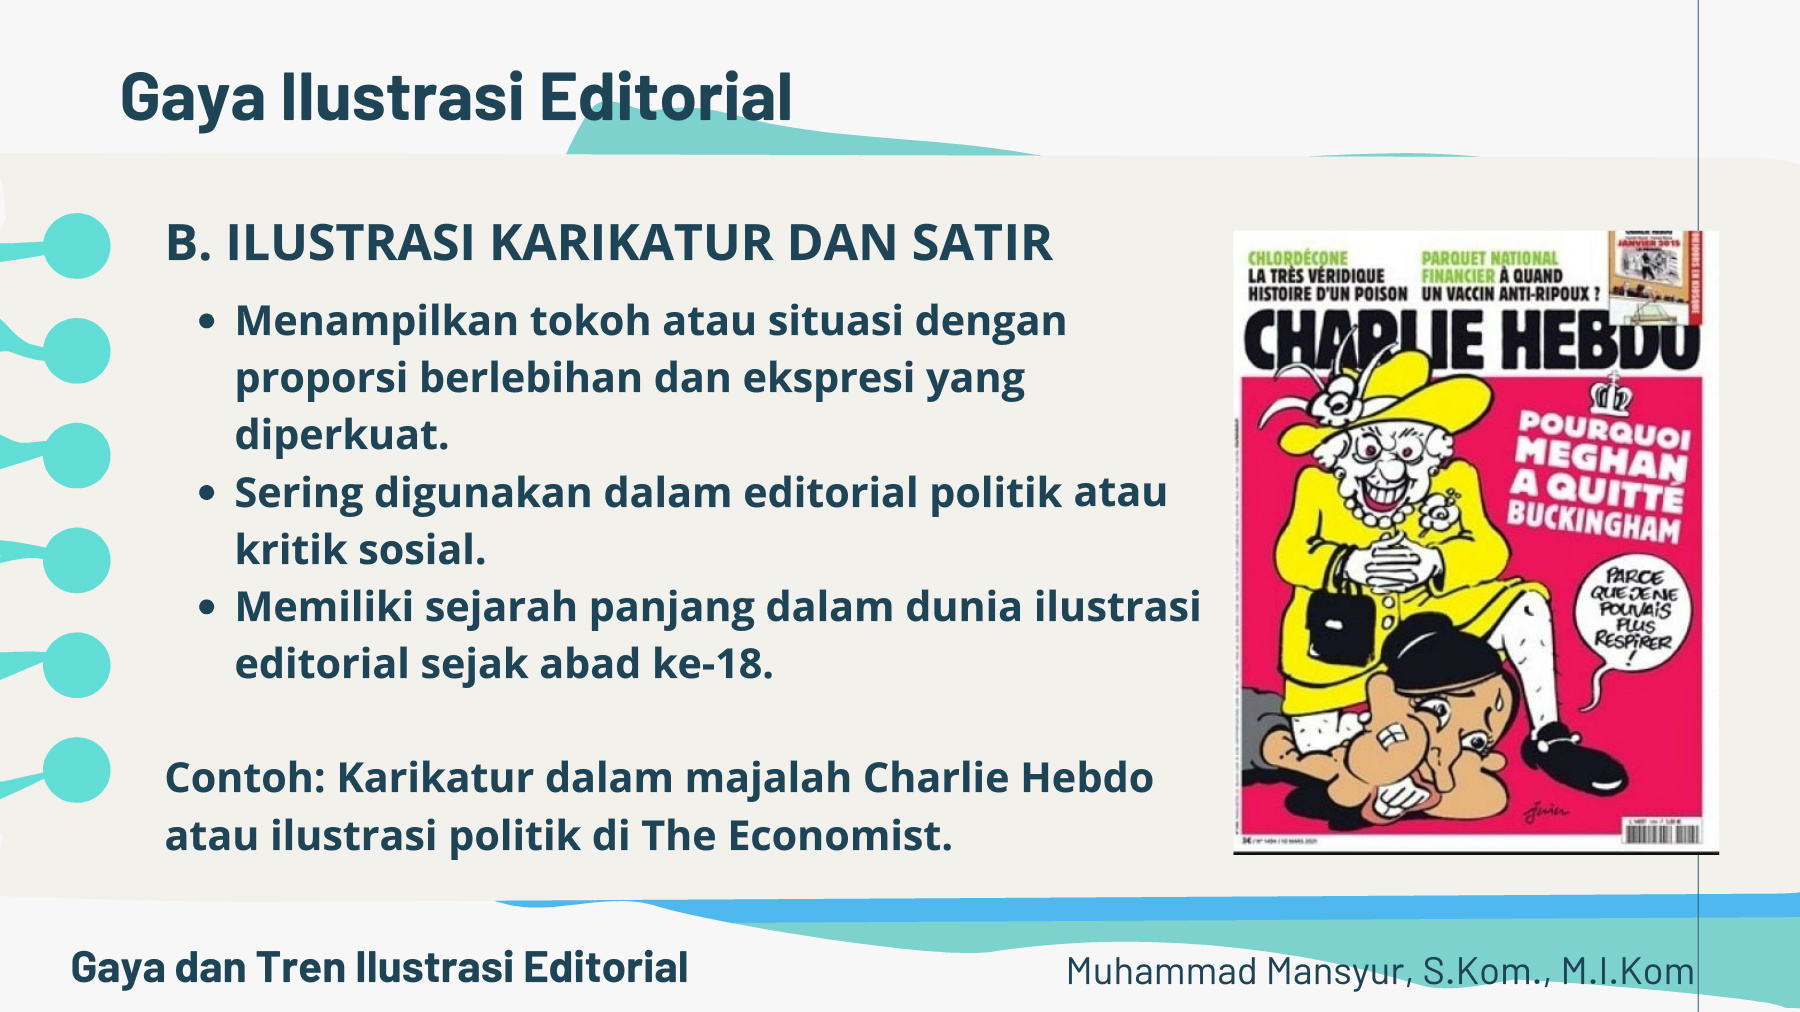 Gaya Ilustrasi Editorial
B. ILUSTRASI KARIKATUR DAN SATIR
• Menampilkan tokoh atau situasi dengan
proporsi berlebihan dan ekspresi yang
diperkuat.
• Sering digunakan dalam editorial politik atau
kritik sosial.
• Memiliki sejarah panjang dalam dunia ilustrasi
editorial sejak abad ke-18.
Contoh: Karikatur dalam majalah Charlie Hebdo
atau ilustrasi politik di The Economist.
CHLORDÉCONE
LA TRÈS VÉRIDIQUE
HISTOIRE D'UN POISON
PARQUET NATIONAL
FINANCIER À QUAND
UN VACCIN ANTI-RIPOUX ?
JANVIER 2015
CHARLIE HEBDO
POURQUOI
MEGHAN
A QUITTÉ
BUCKINGHAM
PARCE
QUE JE NE
POUVAIS
PLUS
RESPIRER
!
Juin
Gaya dan Tren Ilustrasi Editorial
Muhammad Mansyur, S.Kom., M.I.Kom